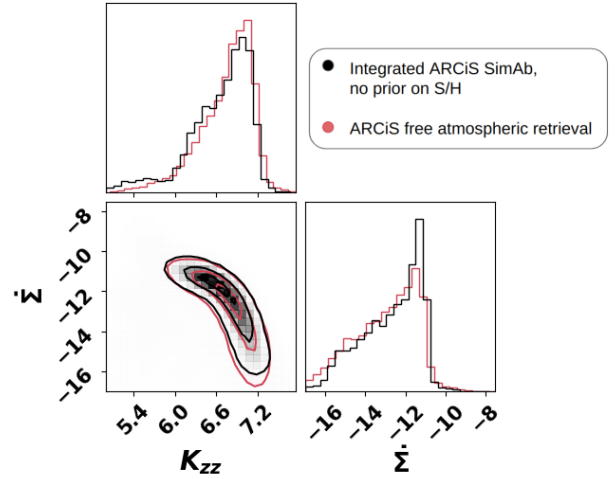 Integrated ARCiS SimAb,
no prior on S/H
ARCiS free atmospheric retrieval
−8
−10
−12
−14
−16
Σ̇
5.4
6.0
6.6
7.2
K_zz
−16
−14
−12
−10
−8
Σ̇